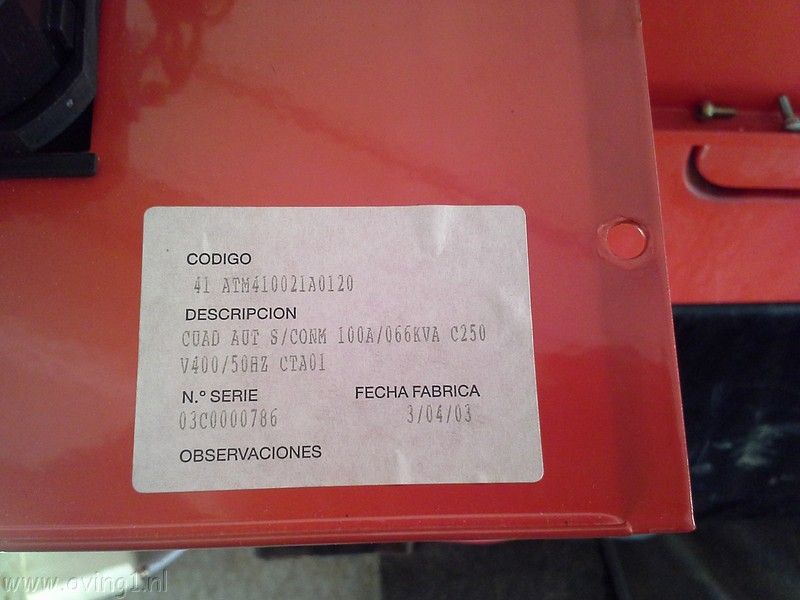 CODIGO
41 ATM410021A0120
DESCRIPCION
CUAD AUT S/CONM 100A/066KVA C250
V400/50HZ CTA01
N.º SERIE FECHA FABRICA
03C0000786 3/04/03
OBSERVACIONES
www.oving1.nl